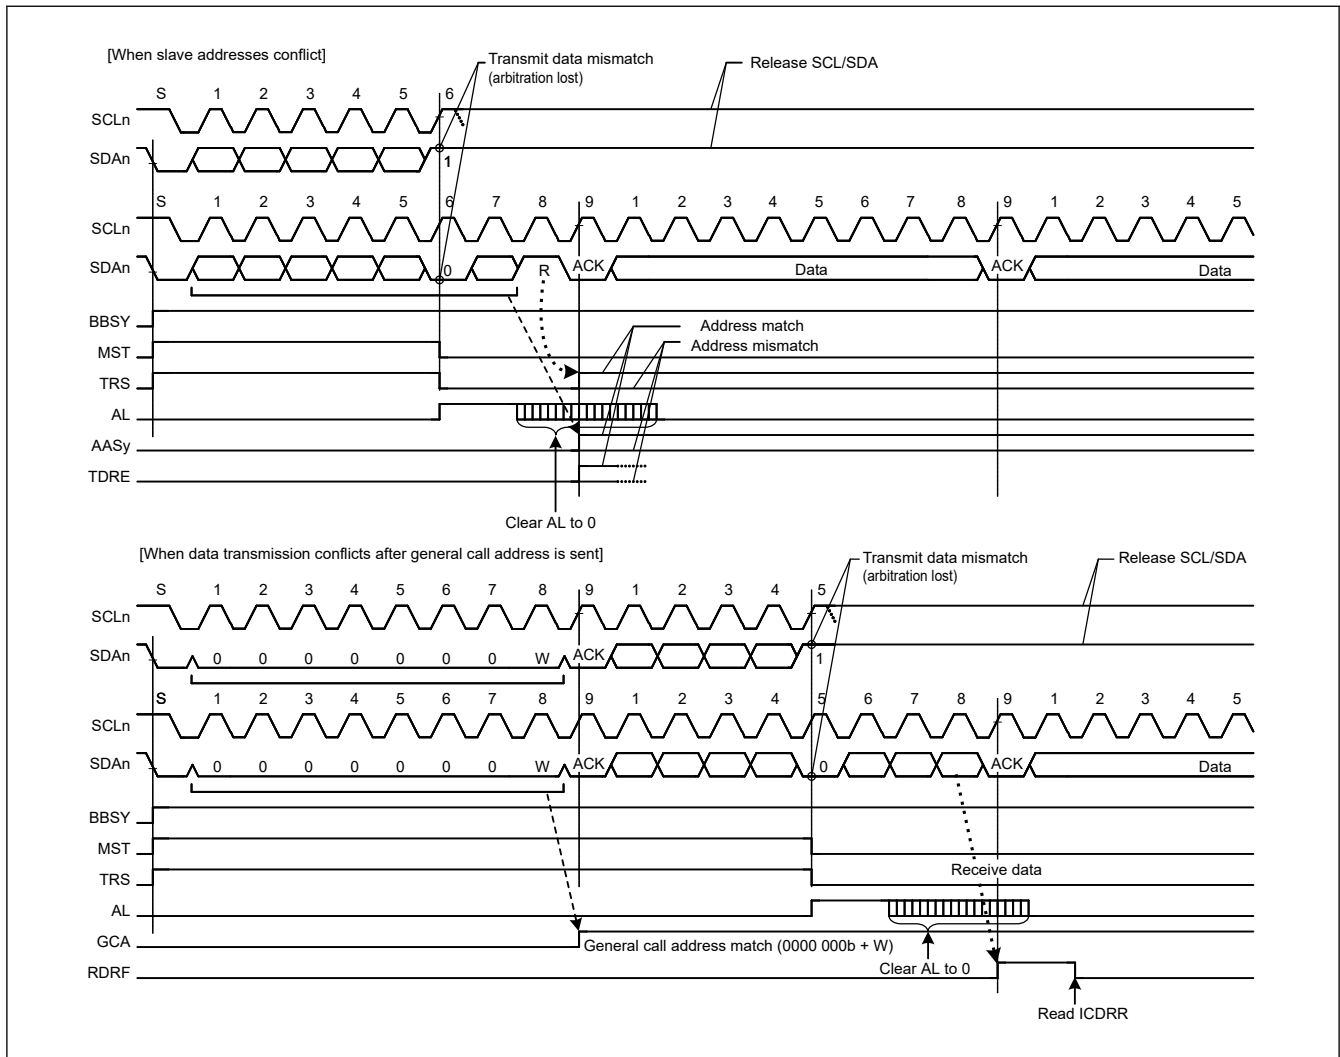 [When slave addresses conflict]
Transmit data mismatch
(arbitration lost)
Release SCL/SDA
S 1 2 3 4 5 6
SCLn
SDAn
1
S 1 2 3 4 5 6 7 8 9 1 2 3 4 5 6 7 8 9 1 2 3 4 5
SCLn
SDAn 0 R ACK Data ACK Data
BBSY
Address match
MST Address mismatch
TRS
AL
AASy
TDRE
Clear AL to 0
[When data transmission conflicts after general call address is sent]
Transmit data mismatch
(arbitration lost)
Release SCL/SDA
S 1 2 3 4 5 6 7 8 9 1 2 3 4 5
SCLn
SDAn 0 0 0 0 0 0 0 W ACK 1
S 1 2 3 4 5 6 7 8 9 1 2 3 4 5 6 7 8 9 1 2 3 4 5
SCLn
SDAn 0 0 0 0 0 0 0 W ACK 0 ACK Data
BBSY
MST
Receive data
TRS
AL
GCA General call address match (0000 000b + W)
RDRF Clear AL to 0
Read ICDRR